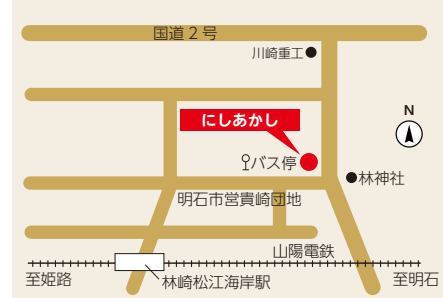 国道2号
川崎重工
N
にしあかし
バス停
林神社
明石市営貴崎団地
山陽電鉄
至姫路
林崎松江海岸駅
至明石